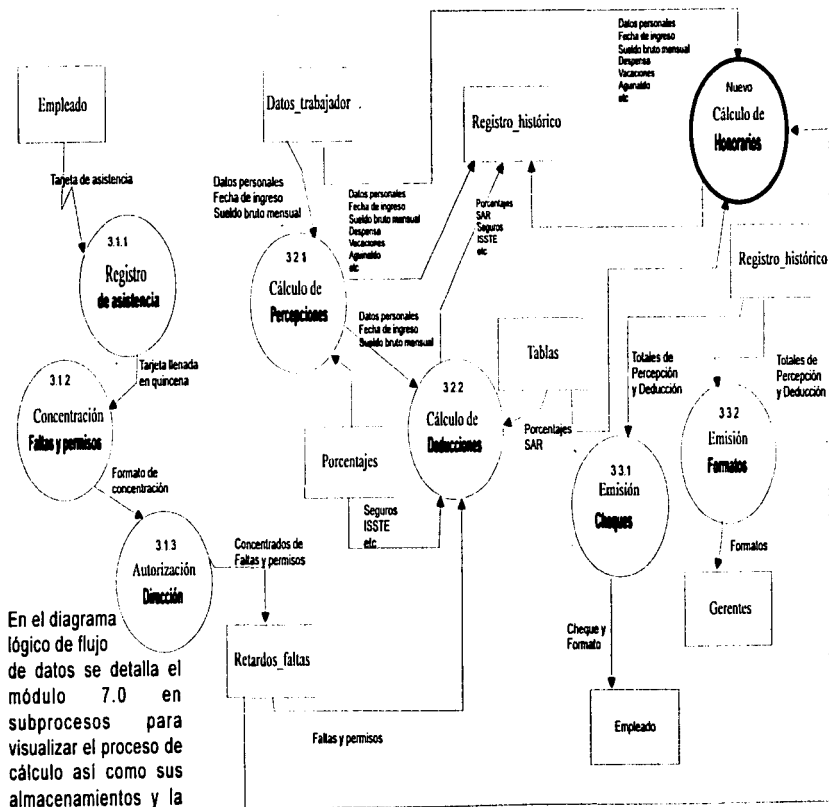 Datos personales
Fecha de ingreso
Sueldo bruto mensual
Despensa
Vacaciones
Aguinaldo
etc
Empleado
Datos_trabajador
Registro_histórico
Nuevo
Cálculo de
Honorarios
Tarjeta de asistencia
Datos personales
Fecha de ingreso
Sueldo bruto mensual
Datos personales
Fecha de ingreso
Sueldo bruto mensual
Despensa
Vacaciones
Aguinaldo
etc
Porcentajes
SAR
Seguros
ISSTE
etc
3.1.1
Registro
de asistencia
3.2.1
Cálculo de
Percepciones
Registro_histórico
Datos personales
Fecha de ingreso
Sueldo bruto mensual
Tarjeta llenada
en quincena
Tablas
Totales de
Percepción
y Deducción
Totales de
Percepción
y Deducción
3.1.2
Concentración
Faltas y permisos
3.2.2
Cálculo de
Deducciones
Porcentajes
SAR
3.3.2
Emisión
Formatos
Porcentajes
3.3.1
Emisión
Cheques
Formato de
concentración
Seguros
ISSTE
etc
3.1.3
Autorización
Dirección
Concentrados de
Faltas y permisos
Formatos
Gerentes
En el diagrama
lógico de flujo
de datos se detalla el
módulo 7.0 en
subprocesos para
visualizar el proceso de
cálculo así como sus
almacenamientos y la
Retardos_faltas
Cheque y
Formato
Faltas y permisos
Empleado